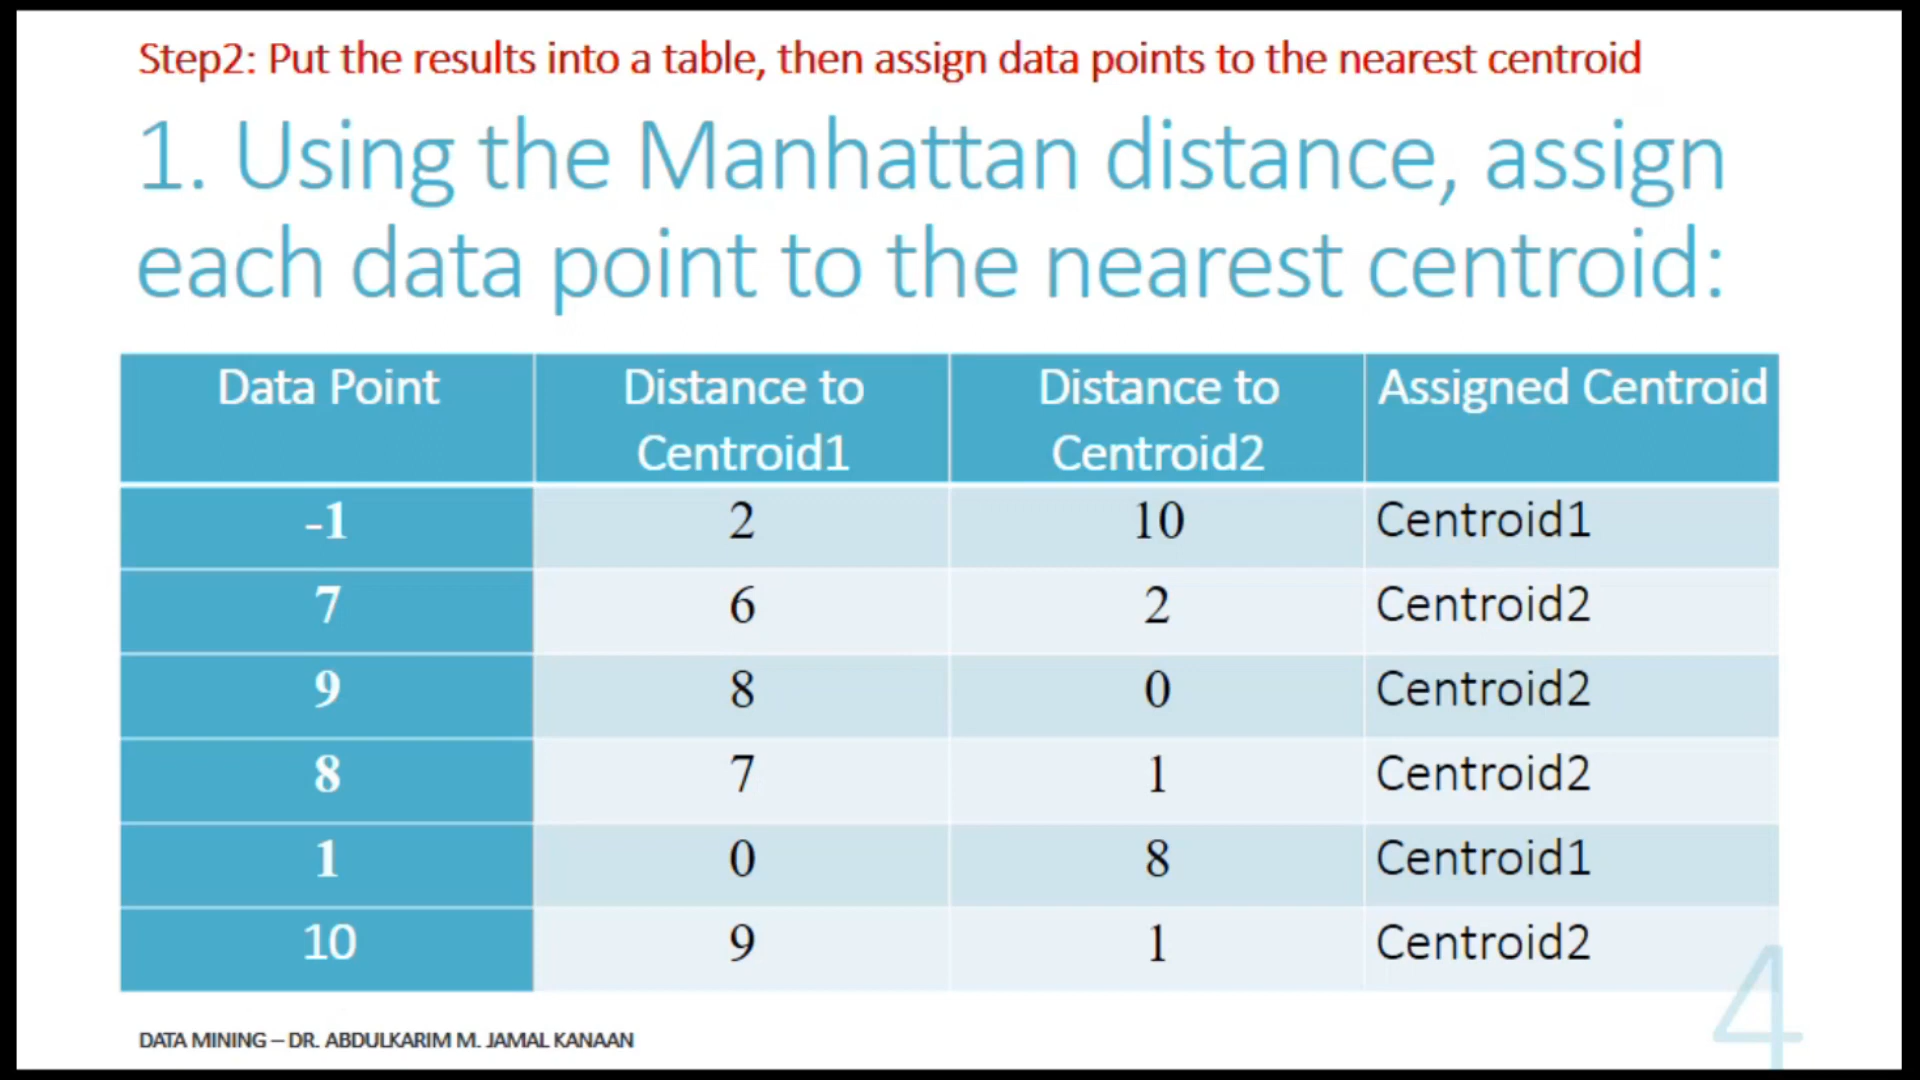 Step2: Put the results into a table, then assign data points to the nearest centroid
1. Using the Manhattan distance, assign
each data point to the nearest centroid:
Data Point Distance to Centroid1 Distance to Centroid2 Assigned Centroid
-1 2 10 Centroid1
7 6 2 Centroid2
9 8 0 Centroid2
8 7 1 Centroid2
1 0 8 Centroid1
10 9 1 Centroid2
4
DATA MINING – DR. ABDULKARIM M. JAMAL KANAAN